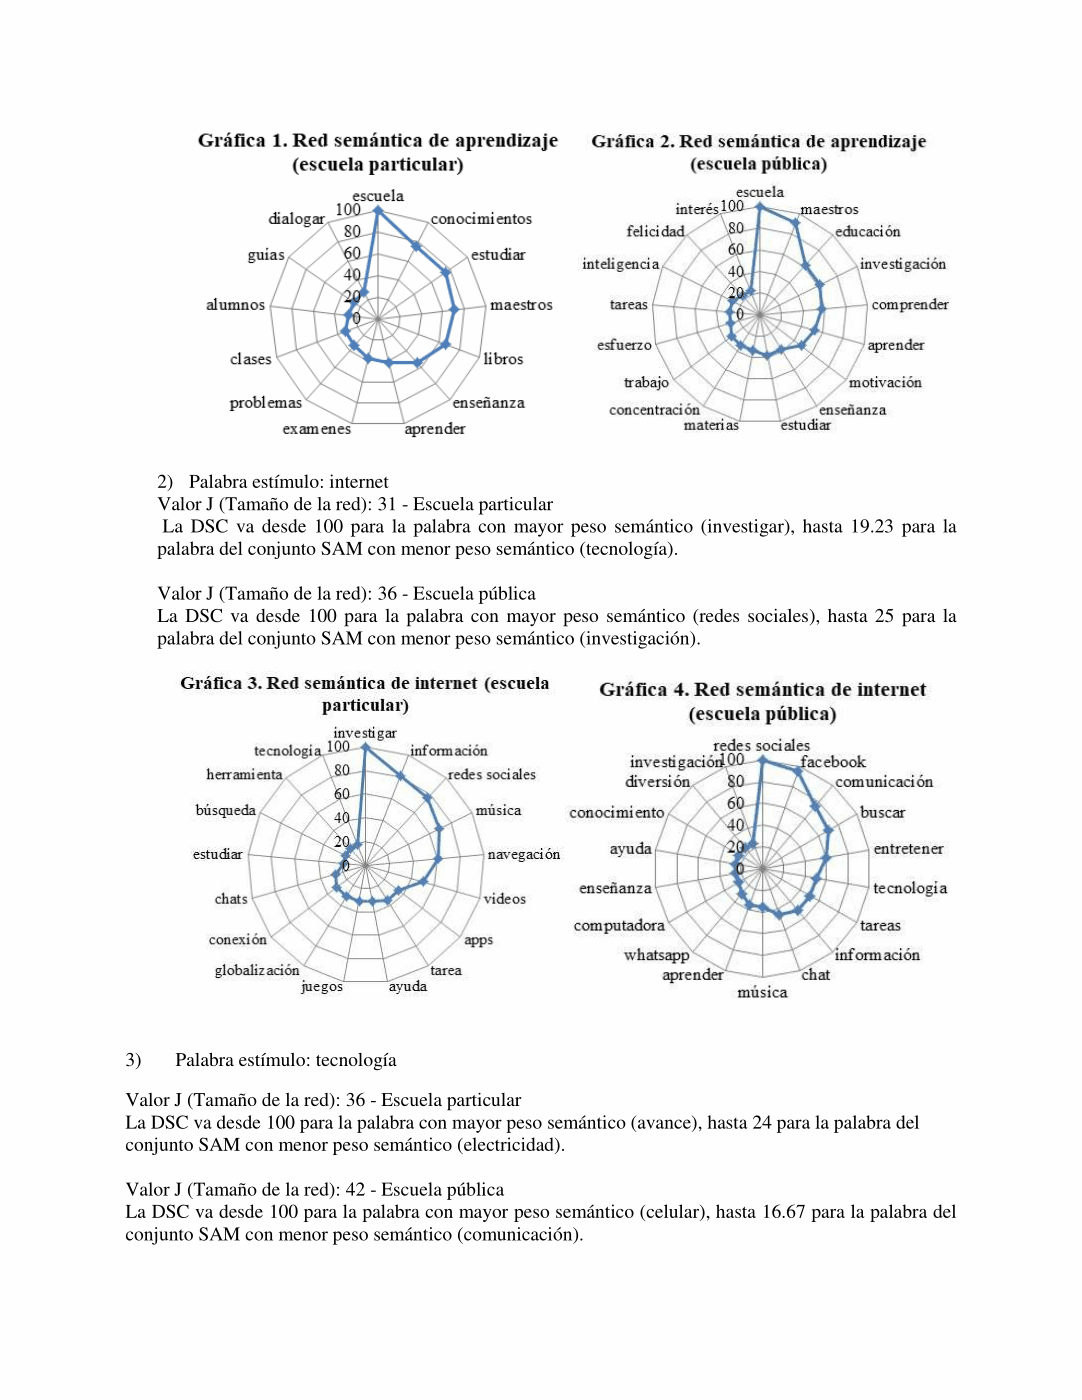 Gráfica 1. Red semántica de aprendizaje
(escuela particular)
escuela
conocimientos
estudiar
maestros
libros
enseñanza
aprender
examenes
problemas
clases
alumnos
guías
dialogar
100
80
60
40
20
0
Gráfica 2. Red semántica de aprendizaje
(escuela pública)
escuela
maestros
educación
investigación
comprender
aprender
motivación
enseñanza
estudiar
materias
concentración
trabajo
esfuerzo
tareas
inteligencia
felicidad
interés
100
80
60
40
20
0
2) Palabra estímulo: internet
Valor J (Tamaño de la red): 31 - Escuela particular
La DSC va desde 100 para la palabra con mayor peso semántico (investigar), hasta 19.23 para la
palabra del conjunto SAM con menor peso semántico (tecnología).
Valor J (Tamaño de la red): 36 - Escuela pública
La DSC va desde 100 para la palabra con mayor peso semántico (redes sociales), hasta 25 para la
palabra del conjunto SAM con menor peso semántico (investigación).
Gráfica 3. Red semántica de internet (escuela
particular)
investigar
información
redes sociales
música
navegación
videos
apps
tarea
ayuda
juegos
globalización
conexión
chats
estudiar
búsqueda
herramienta
tecnología
100
80
60
40
20
0
Gráfica 4. Red semántica de internet
(escuela pública)
redes sociales
facebook
comunicación
buscar
entretener
tecnología
tareas
información
chat
música
aprender
whatsapp
computadora
enseñanza
ayuda
conocimiento
diversión
investigación
100
80
60
40
20
0
3) Palabra estímulo: tecnología
Valor J (Tamaño de la red): 36 - Escuela particular
La DSC va desde 100 para la palabra con mayor peso semántico (avance), hasta 24 para la palabra del
conjunto SAM con menor peso semántico (electricidad).
Valor J (Tamaño de la red): 42 - Escuela pública
La DSC va desde 100 para la palabra con mayor peso semántico (celular), hasta 16.67 para la palabra del
conjunto SAM con menor peso semántico (comunicación).